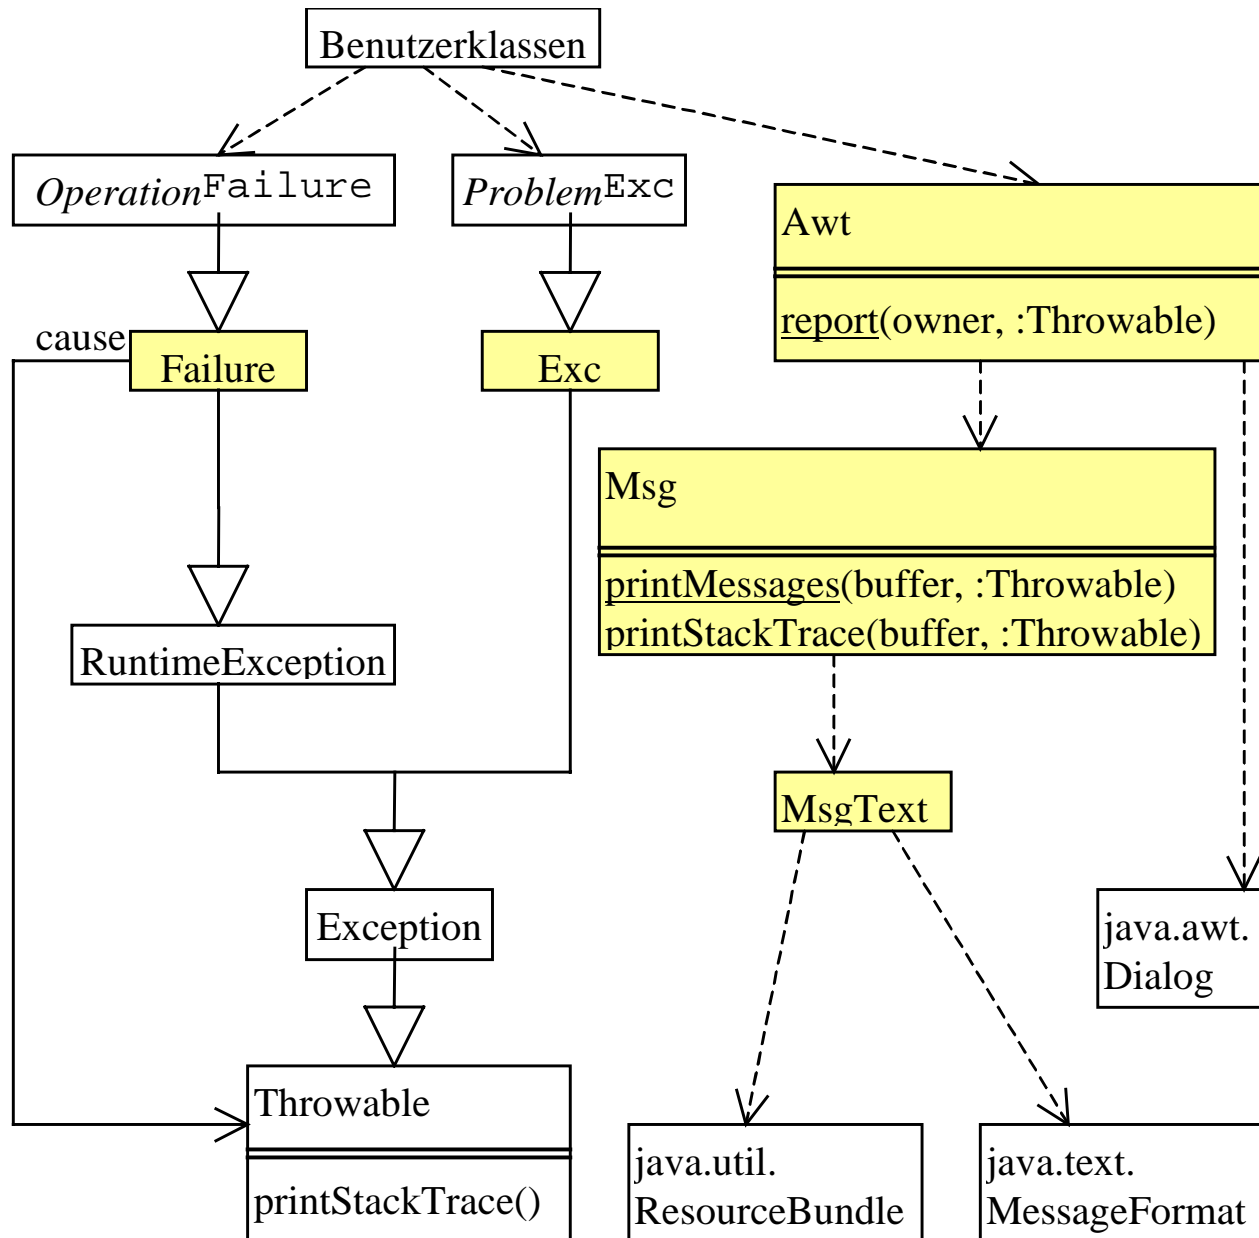 Benutzerklassen
OperationFailure
ProblemExc
Awt
report(owner, :Throwable)
cause
Failure
Exc
Msg
printMessages(buffer, :Throwable)
printStackTrace(buffer, :Throwable)
RuntimeException
MsgText
Exception
java.awt.
Dialog
Throwable
printStackTrace()
java.util.
ResourceBundle
java.text.
MessageFormat